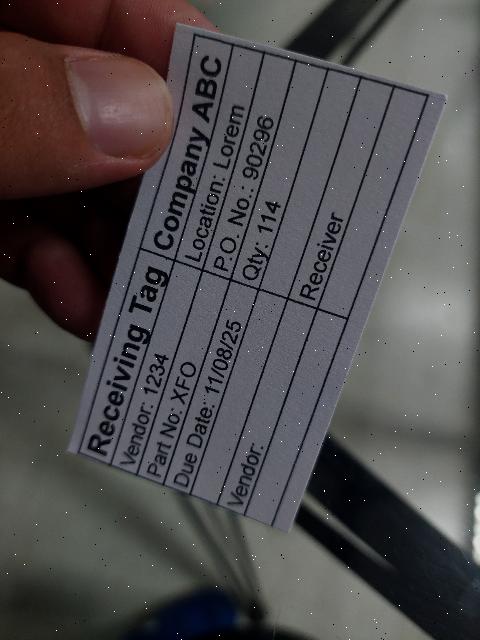 Receiving Tag Company ABC
Vendor: 1234 Location: Lorem
Part No: XFO P.O. No.: 90296
Due Date: 11/08/25 Qty: 114
Vendor: Receiver